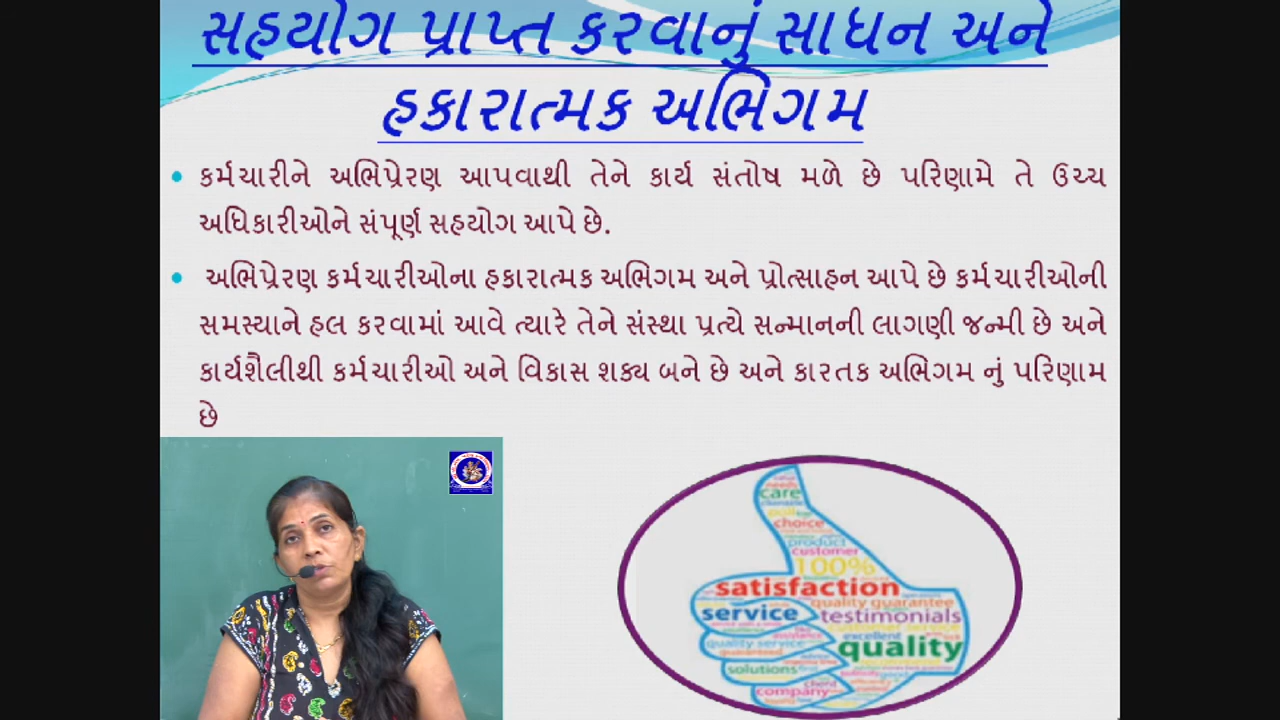 સહયોગ પ્રાપ્ત કરવાનું સાધન અને
હકારાત્મક અભિગમ
• કર્મચારીને અભિપ્રેરણ આપવાથી તેને કાર્ય સંતોષ મળે છે પરિણામે તે ઉચ્ચ
અધિકારીઓને સંપૂર્ણ સહયોગ આપે છે.
• અભિપ્રેરણ કર્મચારીઓના હકારાત્મક અભિગમ અને પ્રોત્સાહન આપે છે કર્મચારીઓની
સમસ્યાને હલ કરવામાં આવે ત્યારે તેને સંસ્થા પ્રત્યે સન્માનની લાગણી જન્મી છે અને
કાર્યશૈલીથી કર્મચારીઓ અને વિકાસ શક્ય બને છે અને કારતક અભિગમ નું પરિણામ
છે
care
choice
product
customer
100%
satisfaction
quality guarantee
service testimonials
excellent
quality service quality
solutions
company